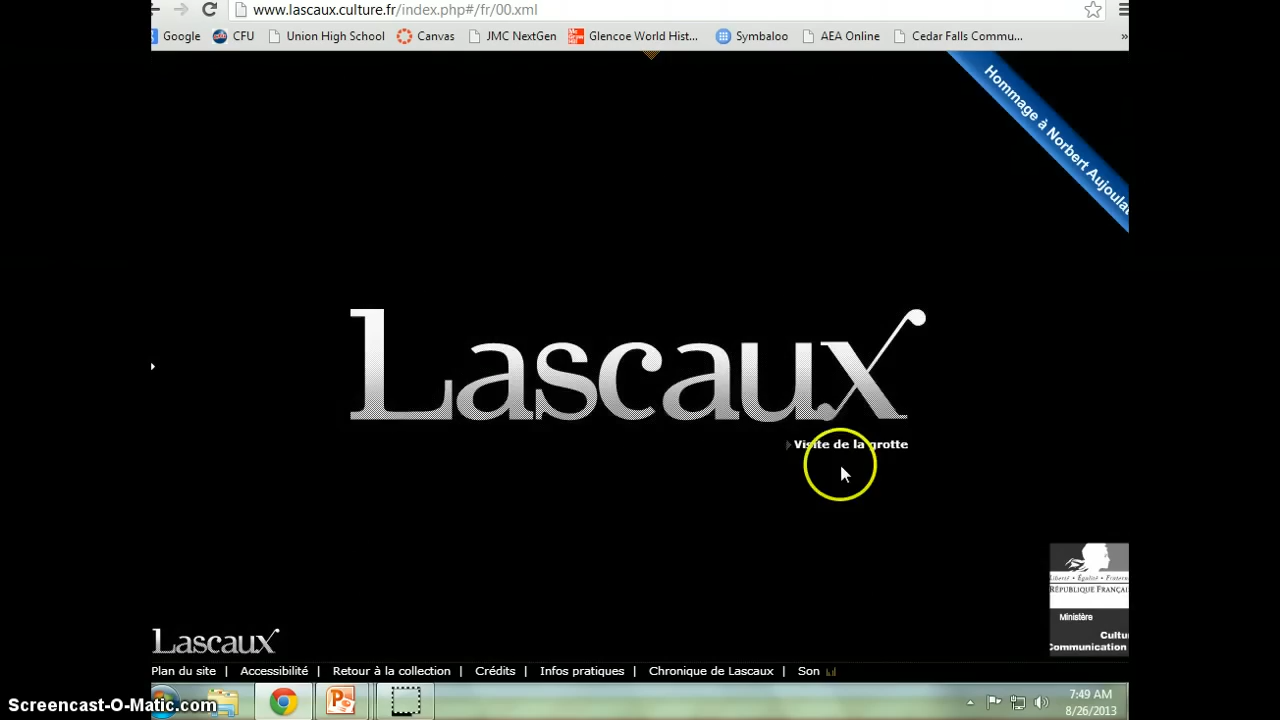 www.lascaux.culture.fr/index.php#/fr/00.xml
Google CFU Union High School Canvas JMC NextGen Glencoe World Hist... Symbaloo AEA Online Cedar Falls Commu... »
Hommage à Norbert Aujoulat
Lascaux
Visite de la grotte
Liberté • Égalité • Fraterni
RÉPUBLIQUE FRANÇAI
Ministère
Cultu
Communication
Lascaux
Plan du site | Accessibilité | Retour à la collection | Crédits | Infos pratiques | Chronique de Lascaux | Son
7:49 AM
8/26/2013
Screencast-O-Matic.com